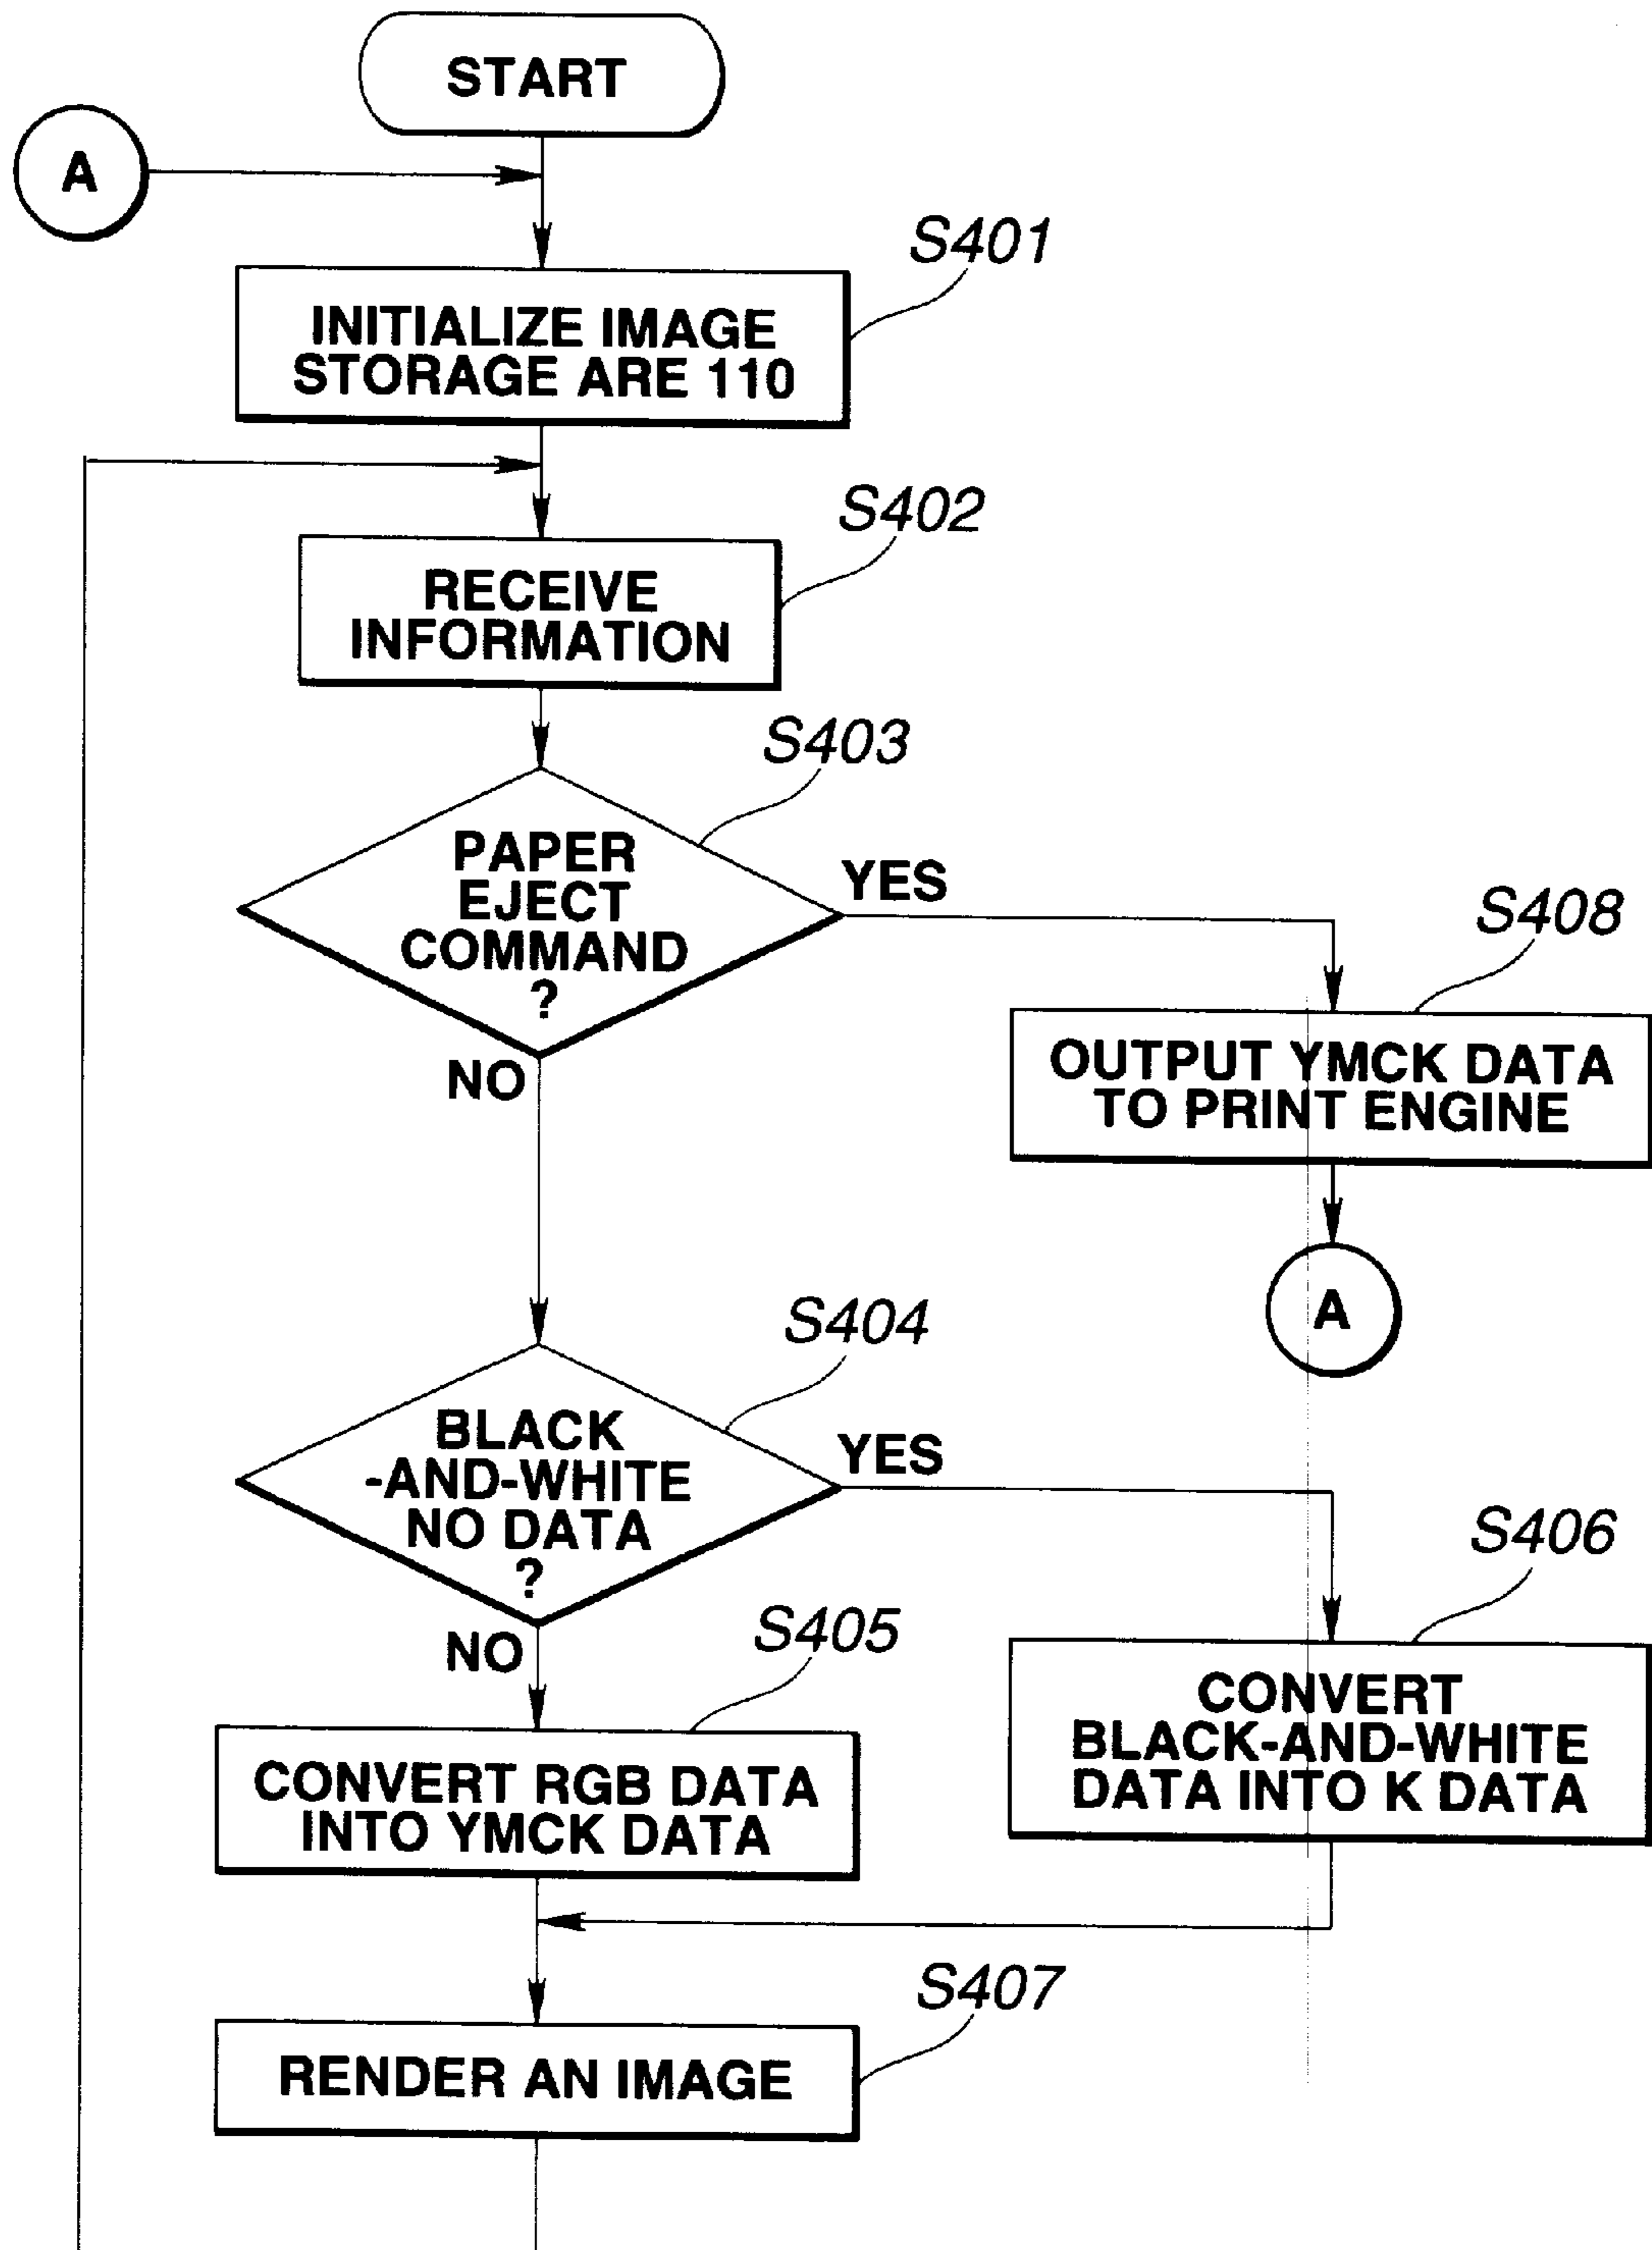 START
A
S401
INITIALIZE IMAGE
STORAGE ARE 110
S402
RECEIVE
INFORMATION
S403
PAPER
EJECT
COMMAND
?
YES
NO
S408
OUTPUT YMCK DATA
TO PRINT ENGINE
A
S404
BLACK
-AND-WHITE
NO DATA
?
YES
NO
S406
CONVERT
BLACK-AND-WHITE
DATA INTO K DATA
S405
CONVERT RGB DATA
INTO YMCK DATA
S407
RENDER AN IMAGE